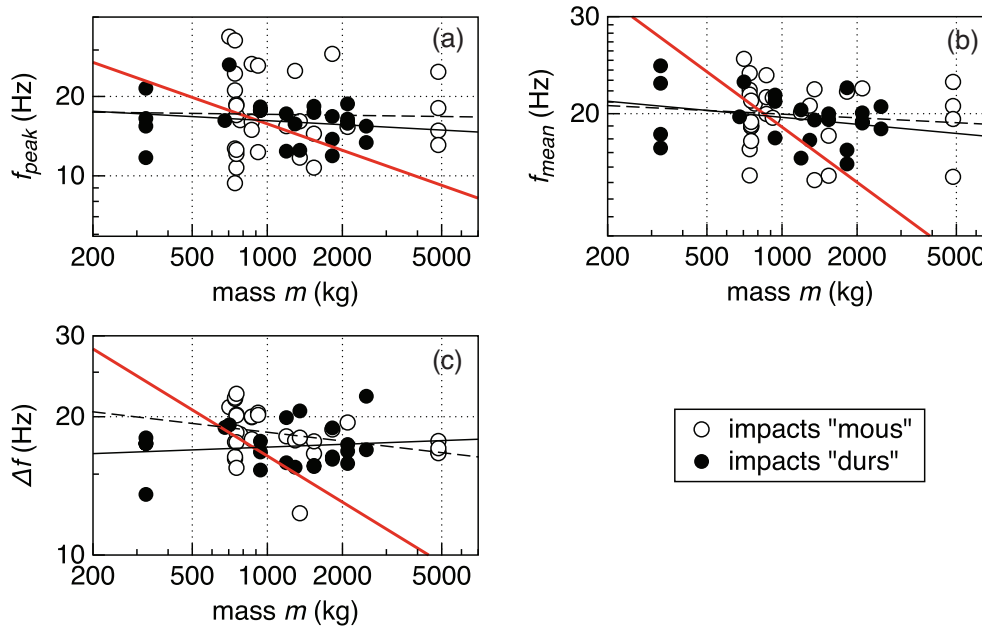 (a)
20
10
f_peak (Hz)
200 500 1000 2000 5000
mass m (kg)
(b)
30
20
f_mean (Hz)
200 500 1000 2000 5000
mass m (kg)
(c)
30
20
10
Δf (Hz)
200 500 1000 2000 5000
mass m (kg)
impacts "mous"
impacts "durs"